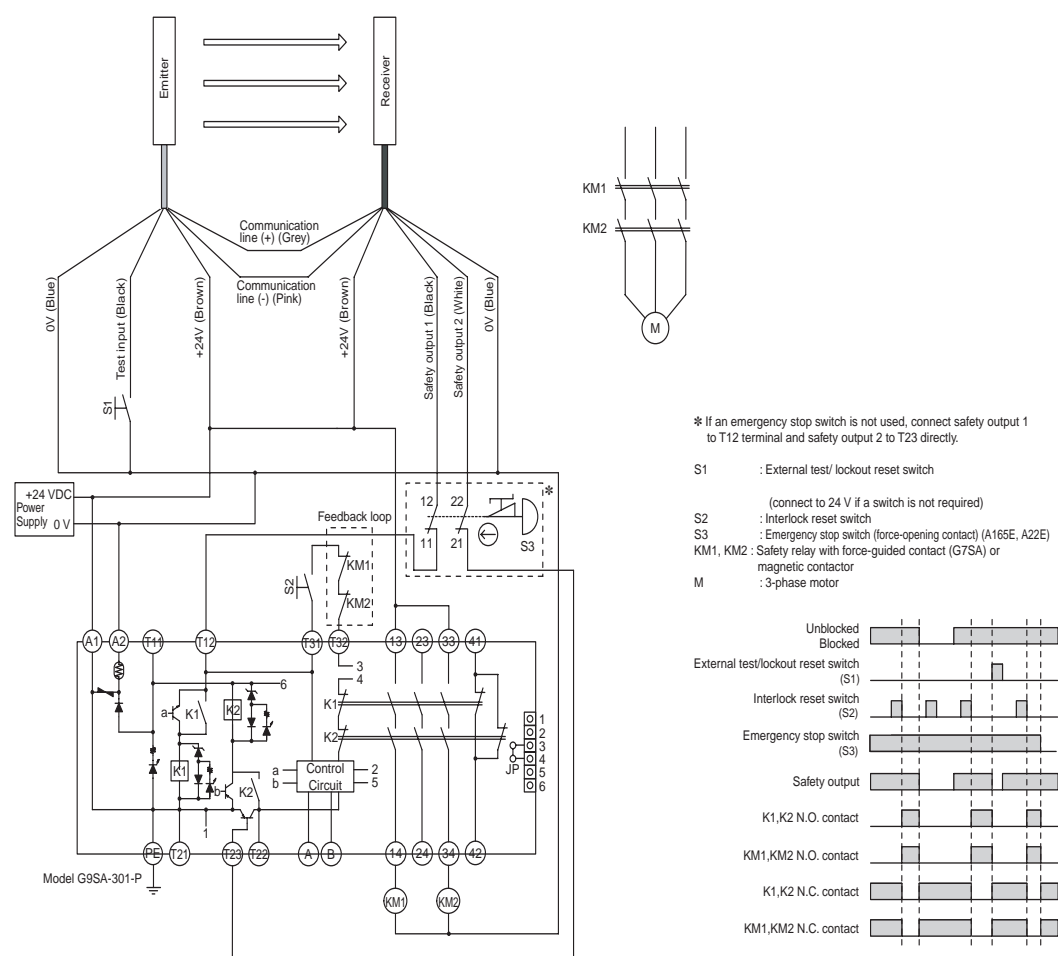 Emitter
Receiver
Communication
line (+) (Grey)
Communication
line (-) (Pink)
0V (Blue)
Test input (Black)
+24V (Brown)
+24V (Brown)
Safety output 1 (Black)
Safety output 2 (White)
0V (Blue)
S1
KM1
KM2
M
+24 VDC
Power
Supply 0 V
Feedback loop
KM1
KM2
S2
12 22
11 21
S3
*
A1 A2 T11 T12 T31 T32 13 23 33 41
3
4
6
a K1 K2
K1
K2
K1
b K2
a
b
Control
Circuit
2
5
1
JP
1
2
3
4
5
6
PE T21 T23 T22 A B 14 24 34 42
Model G9SA-301-P
KM1 KM2
* If an emergency stop switch is not used, connect safety output 1
to T12 terminal and safety output 2 to T23 directly.
S1 : External test/ lockout reset switch
(connect to 24 V if a switch is not required)
S2 : Interlock reset switch
S3 : Emergency stop switch (force-opening contact) (A165E, A22E)
KM1, KM2 : Safety relay with force-guided contact (G7SA) or
magnetic contactor
M : 3-phase motor
Unblocked
Blocked
External test/lockout reset switch
(S1)
Interlock reset switch
(S2)
Emergency stop switch
(S3)
Safety output
K1,K2 N.O. contact
KM1,KM2 N.O. contact
K1,K2 N.C. contact
KM1,KM2 N.C. contact